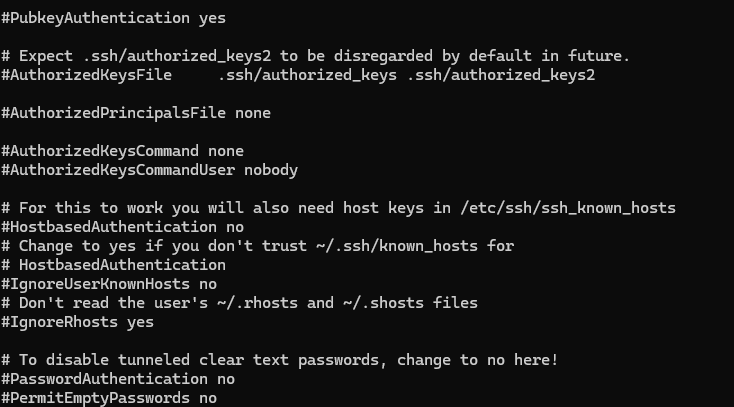 #PubkeyAuthentication yes

# Expect .ssh/authorized_keys2 to be disregarded by default in future.
#AuthorizedKeysFile     .ssh/authorized_keys .ssh/authorized_keys2

#AuthorizedPrincipalsFile none

#AuthorizedKeysCommand none
#AuthorizedKeysCommandUser nobody

# For this to work you will also need host keys in /etc/ssh/ssh_known_hosts
#HostbasedAuthentication no
# Change to yes if you don't trust ~/.ssh/known_hosts for
# HostbasedAuthentication
#IgnoreUserKnownHosts no
# Don't read the user's ~/.rhosts and ~/.shosts files
#IgnoreRhosts yes

# To disable tunneled clear text passwords, change to no here!
#PasswordAuthentication no
#PermitEmptyPasswords no